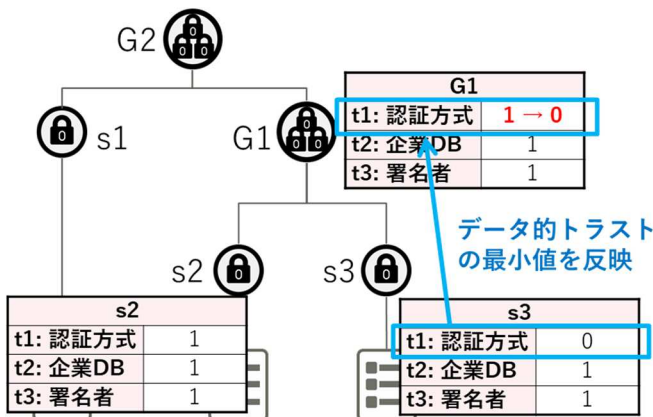 G2
G1
t1: 認証方式 1 → 0
t2: 企業DB 1
t3: 署名者 1
s1
G1
データ的トラスト
の最小値を反映
s2
s3
s2
t1: 認証方式 1
t2: 企業DB 1
t3: 署名者 1
s3
t1: 認証方式 0
t2: 企業DB 1
t3: 署名者 1